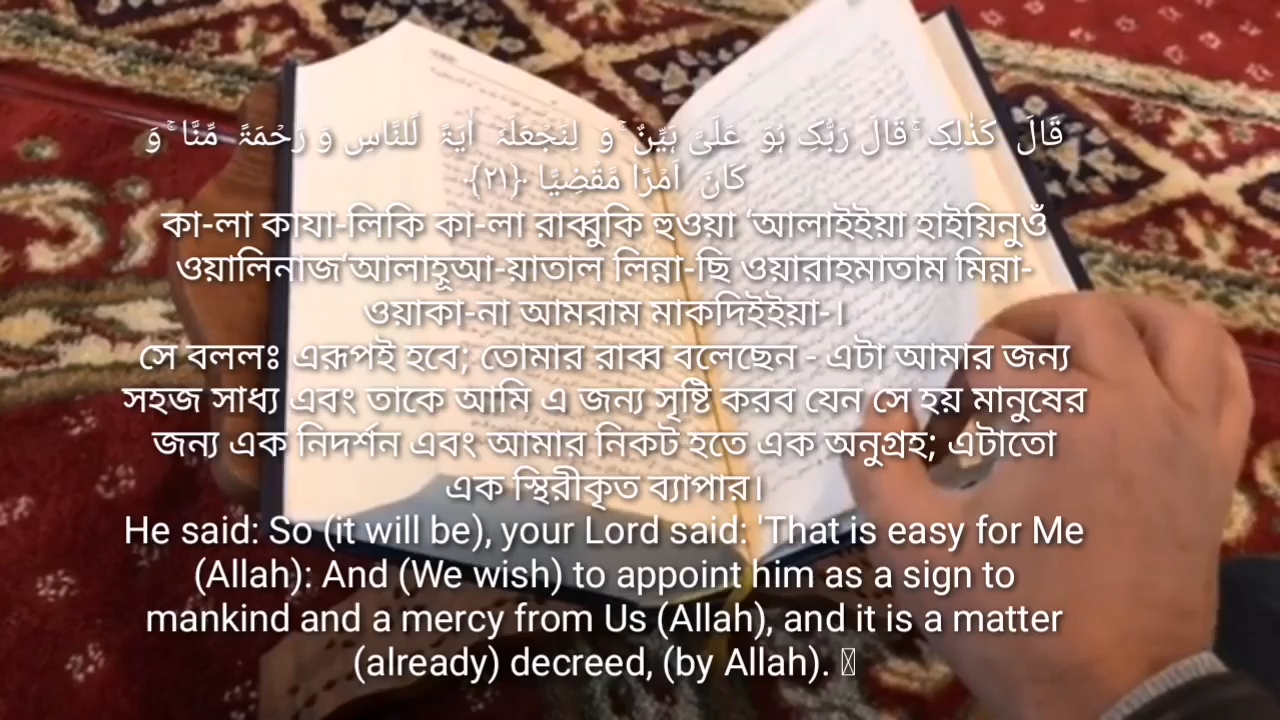 قَالَ کَذٰلِکِ ۚ قَالَ رَبُّکِ ہُوَ عَلَیَّ ہَیِّنٌ ۚ وَ لِنَجۡعَلَہٗۤ اٰیَۃً لِّلنَّاسِ وَ رَحۡمَۃً مِّنَّا ۚ وَ
کَانَ اَمۡرًا مَّقۡضِیًّا ﴿۲۱﴾
কা-লা কাযা-লিকি কা-লা রাব্বুকি হুওয়া ‘আলাইইয়া হাইয়িনুওঁ
ওয়ালিনাজ‘আলাহূআ-য়াতাল লিন্না-ছি ওয়ারাহমাতাম মিন্না-
ওয়াকা-না আমরাম মাকদিইইয়া-।
সে বললঃ এরূপই হবে; তোমার রাব্ব বলেছেন - এটা আমার জন্য
সহজ সাধ্য এবং তাকে আমি এ জন্য সৃষ্টি করব যেন সে হয় মানুষের
জন্য এক নিদর্শন এবং আমার নিকট হতে এক অনুগ্রহ; এটাতো
এক স্থিরীকৃত ব্যাপার।
He said: So (it will be), your Lord said: 'That is easy for Me
(Allah): And (We wish) to appoint him as a sign to
mankind and a mercy from Us (Allah), and it is a matter
(already) decreed, (by Allah).